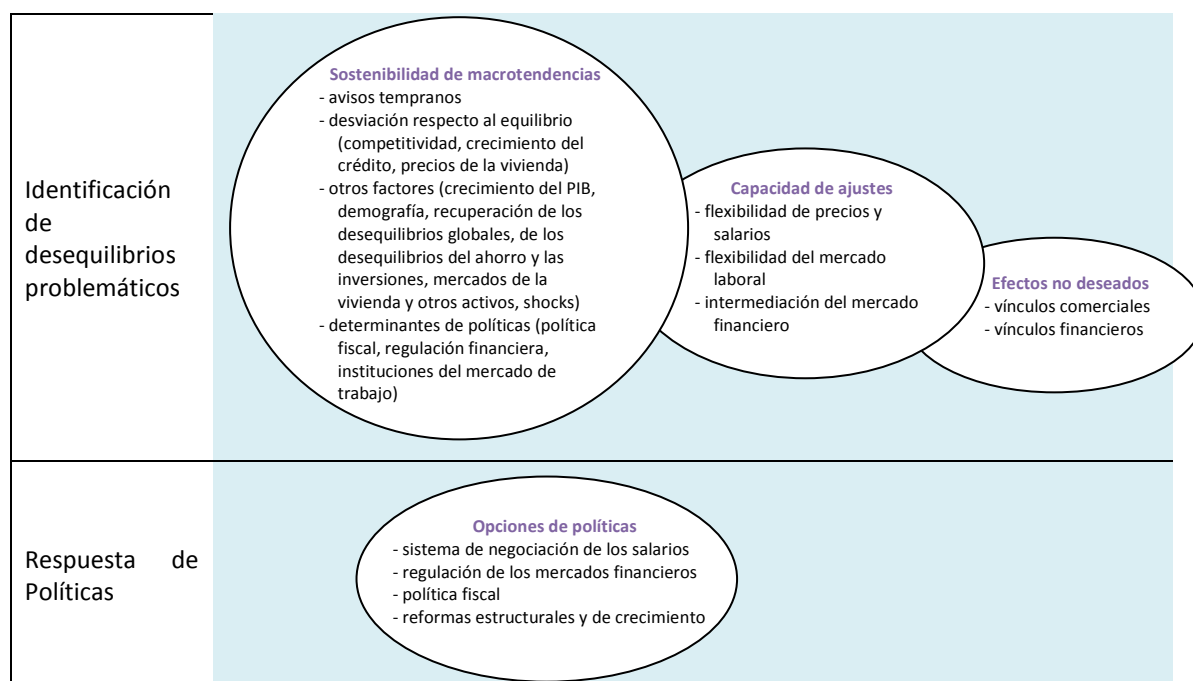 Identificación
de
desequilibrios
problemáticos
Sostenibilidad de macrotendencias
- avisos tempranos
- desviación respecto al equilibrio
(competitividad, crecimiento del
crédito, precios de la vivienda)
- otros factores (crecimiento del PIB,
demografía, recuperación de los
desequilibrios globales, de los
desequilibrios del ahorro y las
inversiones, mercados de la
vivienda y otros activos, shocks)
- determinantes de políticas (política
fiscal, regulación financiera,
instituciones del mercado de
trabajo)
Capacidad de ajustes
- flexibilidad de precios y
salarios
- flexibilidad del mercado
laboral
- intermediación del mercado
financiero
Efectos no deseados
- vínculos comerciales
- vínculos financieros
Respuesta de
Políticas
Opciones de políticas
- sistema de negociación de los salarios
- regulación de los mercados financieros
- política fiscal
- reformas estructurales y de crecimiento